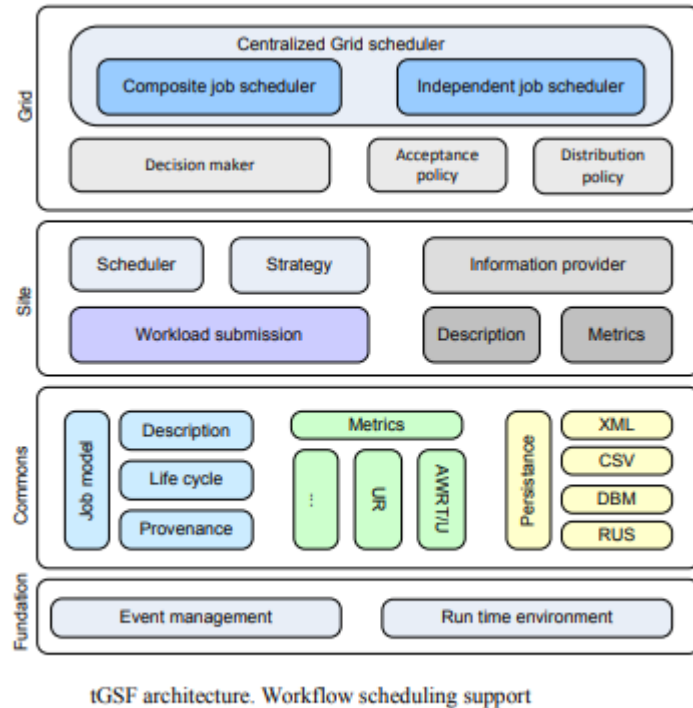 Grid
Centralized Grid scheduler
Composite job scheduler
Independent job scheduler
Decision maker
Acceptance
policy
Distribution
policy
Site
Scheduler
Strategy
Information provider
Workload submission
Description
Metrics
Commons
Job model
Description
Life cycle
Provenance
Metrics
...
UR
AWRT/U
Persistance
XML
CSV
DBM
RUS
Fundation
Event management
Run time environment
tGSF architecture. Workflow scheduling support